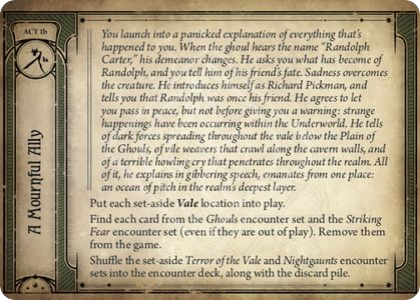 ACT 1b
A Mournful Ally
You launch into a panicked explanation of everything that's
happened to you. When the ghoul hears the name "Randolph
Carter," his demeanor changes. He asks you what has become of
Randolph, and you tell him of his friend's fate. Sadness overcomes
the creature. He introduces himself as Richard Pickman, and
tells you that Randolph was once his friend. He agrees to let
you pass in peace, but not before giving you a warning: strange
happenings have been occurring within the Underworld. He tells
of dark forces spreading throughout the vale below the Plain of
the Ghouls, of vile weavers that crawl along the cavern walls, and
of a terrible howling cry that penetrates throughout the realm. All
of it, he explains in gibbering speech, emanates from one place:
an ocean of pitch in the realm's deepest layer.
Put each set-aside Vale location into play.
Find each card from the Ghouls encounter set and the Striking
Fear encounter set (even if they are out of play). Remove them
from the game.
Shuffle the set-aside Terror of the Vale and Nightgaunts encounter
sets into the encounter deck, along with the discard pile.